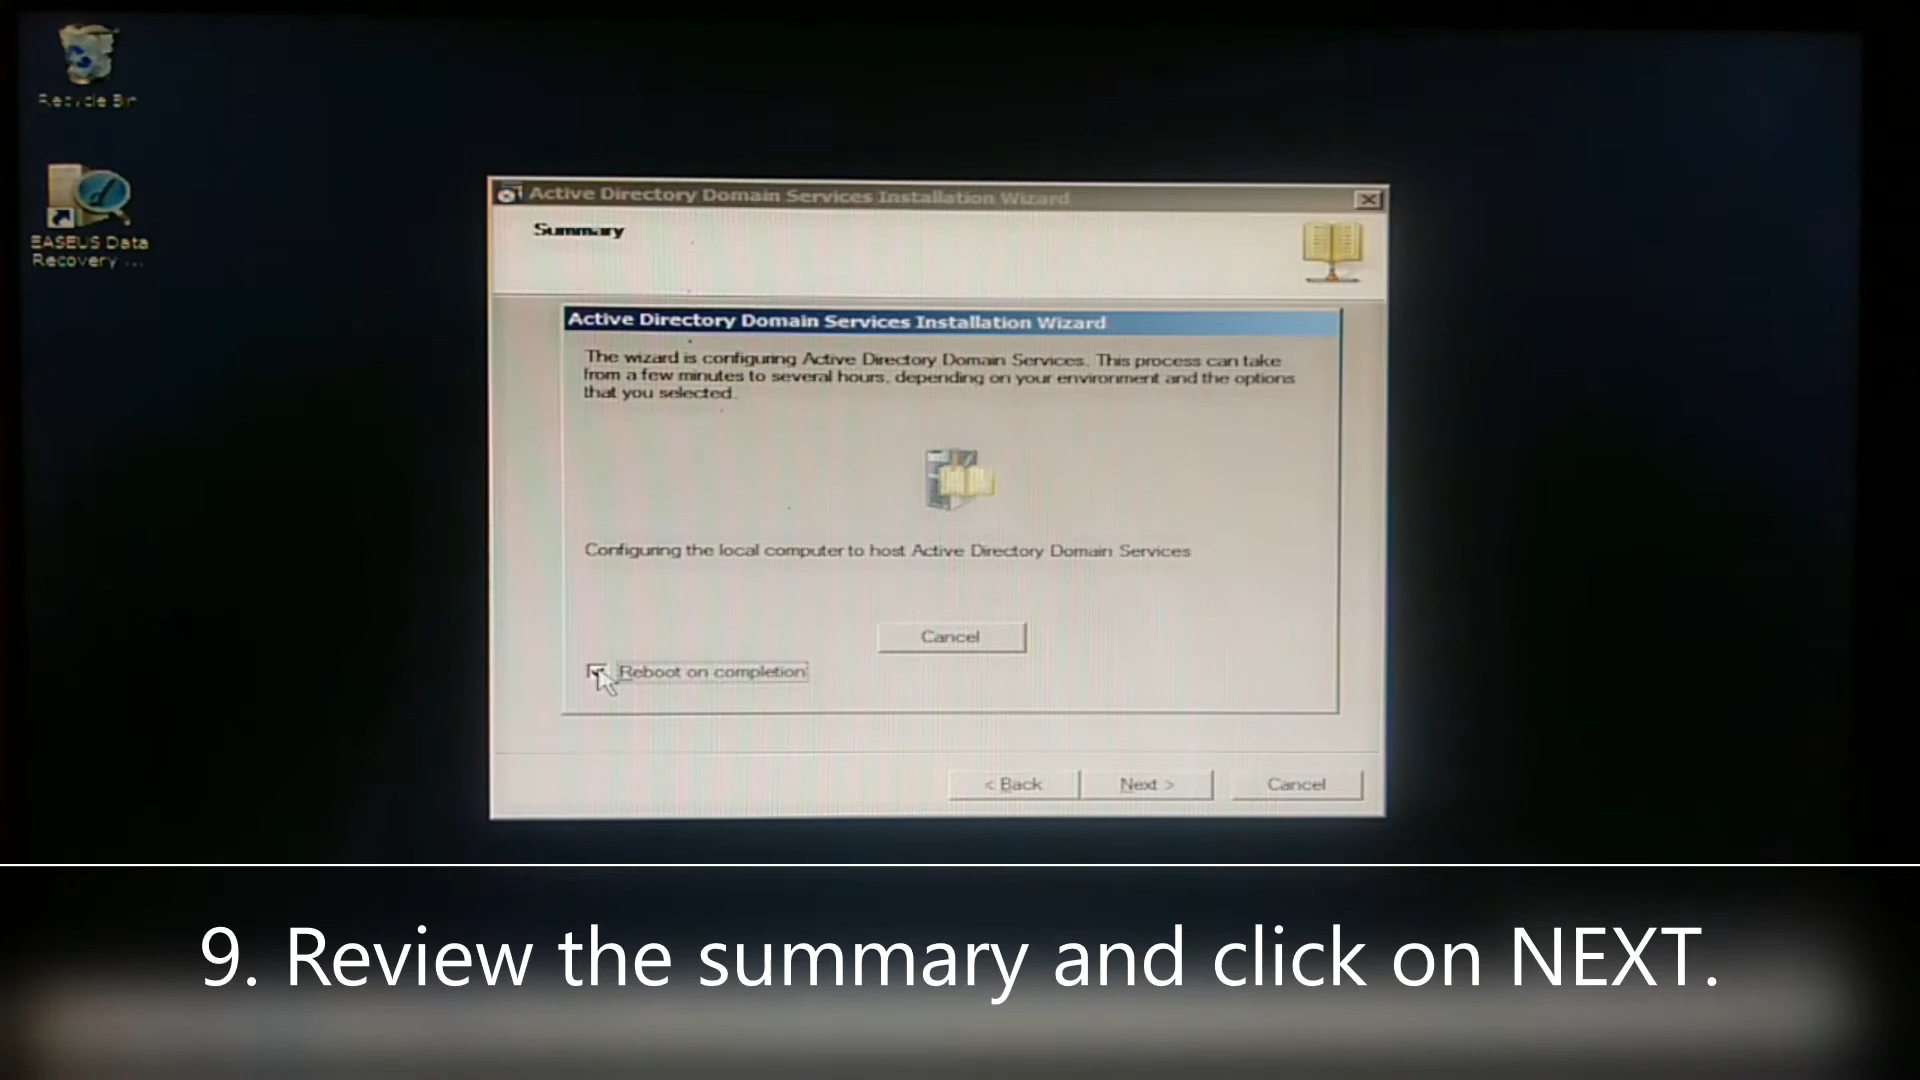 Recycle Bin
EASEUS Data
Recovery ...
Active Directory Domain Services Installation Wizard
Summary
Active Directory Domain Services Installation Wizard
The wizard is configuring Active Directory Domain Services. This process can take
from a few minutes to several hours, depending on your environment and the options
that you selected.
Configuring the local computer to host Active Directory Domain Services
Cancel
Reboot on completion
< Back
Next >
Cancel
9. Review the summary and click on NEXT.